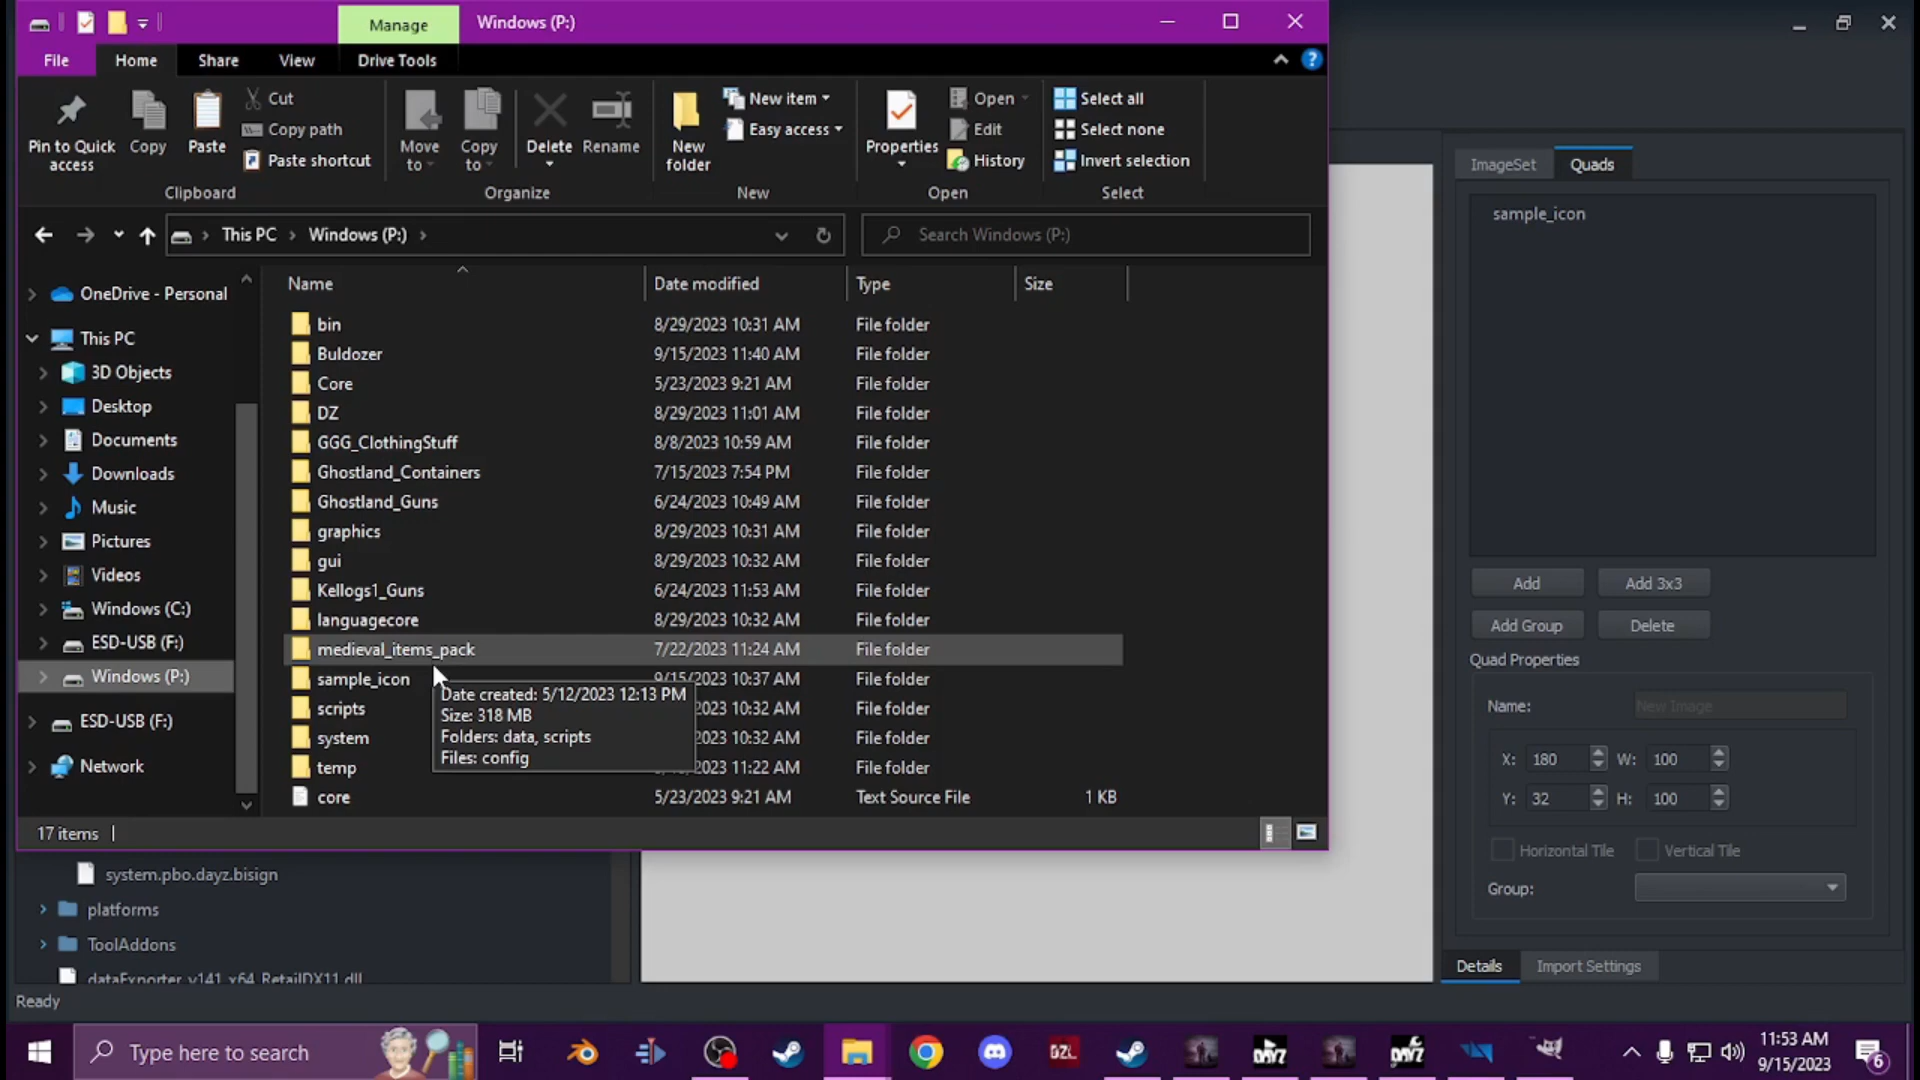 Manage
Windows (P:)
File
Home
Share
View
Drive Tools
Pin to Quick access
Copy
Paste
Cut
Copy path
Paste shortcut
Clipboard
Move to
Copy to
Delete
Rename
Organize
New folder
New item
Easy access
New
Properties
Open
Edit
History
Open
Select all
Select none
Invert selection
Select
This PC
Windows (P:)
Search Windows (P:)
OneDrive - Personal
This PC
3D Objects
Desktop
Documents
Downloads
Music
Pictures
Videos
Windows (C:)
ESD-USB (F:)
Windows (P:)
ESD-USB (F:)
Network
Name Date modified Type Size
bin 8/29/2023 10:31 AM File folder
Buldozer 9/15/2023 11:40 AM File folder
Core 5/23/2023 9:21 AM File folder
DZ 8/29/2023 11:01 AM File folder
GGG_ClothingStuff 8/8/2023 10:59 AM File folder
Ghostland_Containers 7/15/2023 7:54 PM File folder
Ghostland_Guns 6/24/2023 10:49 AM File folder
graphics 8/29/2023 10:31 AM File folder
gui 8/29/2023 10:32 AM File folder
Kellogs1_Guns 6/24/2023 11:53 AM File folder
languagecore 8/29/2023 10:32 AM File folder
medieval_items_pack 7/22/2023 11:24 AM File folder
sample_icon 9/15/2023 10:37 AM File folder
scripts 2023 10:32 AM File folder
system 2023 10:32 AM File folder
temp 11:22 AM File folder
core 5/23/2023 9:21 AM Text Source File 1 KB
Date created: 5/12/2023 12:13 PM
Size: 318 MB
Folders: data, scripts
Files: config
17 items
system.pbo.dayz.bisign
platforms
ToolAddons
dataExporter_v141_x64_RetailDX11.dll
Ready
ImageSet
Quads
sample_icon
Add
Add 3x3
Add Group
Delete
Quad Properties
Name:
New Image
X: 180 W: 100
Y: 32 H: 100
Horizontal Tile
Vertical Tile
Group:
Details
Import Settings
Type here to search
DZL
DAYZ
DAYZ
11:53 AM
9/15/2023
6